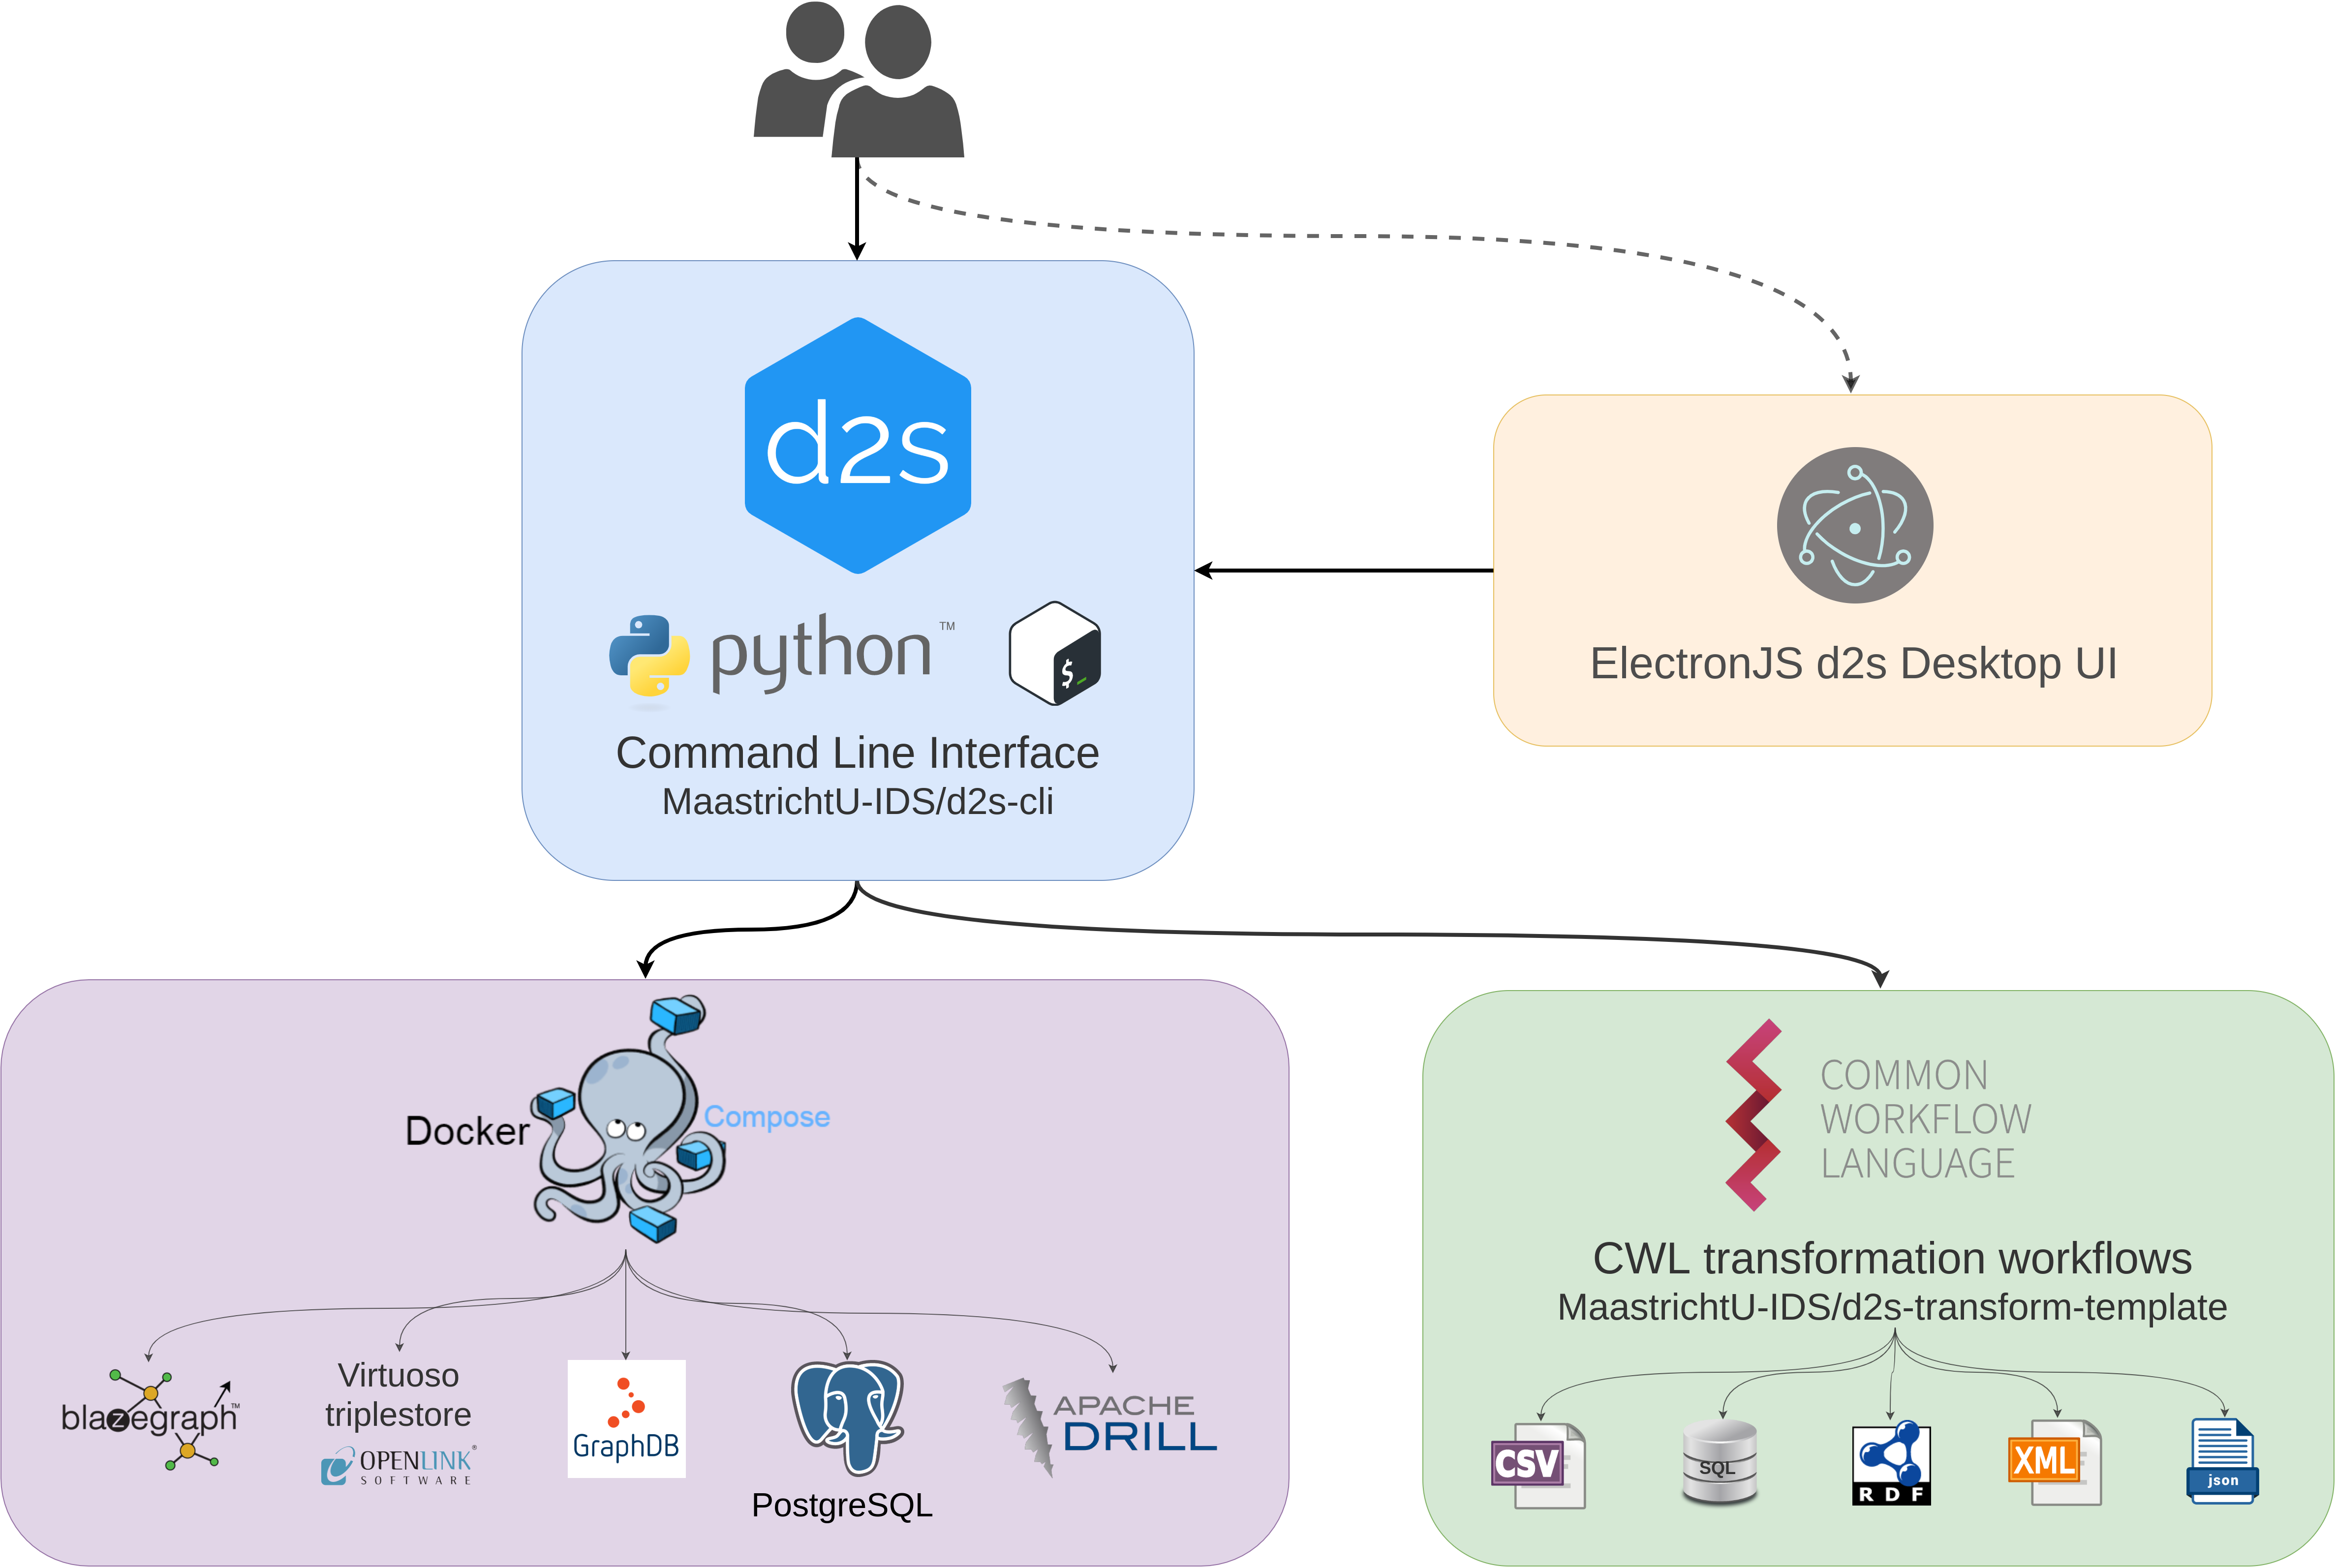 d2s
python™
$_
Command Line Interface
MaastrichtU-IDS/d2s-cli
ElectronJS d2s Desktop UI
Docker
Compose
blazegraph™
Virtuoso
triplestore
OPENLINK®
SOFTWARE
GraphDB
PostgreSQL
APACHE
DRILL
COMMON
WORKFLOW
LANGUAGE
CWL transformation workflows
MaastrichtU-IDS/d2s-transform-template
CSV
SQL
RDF
XML
json